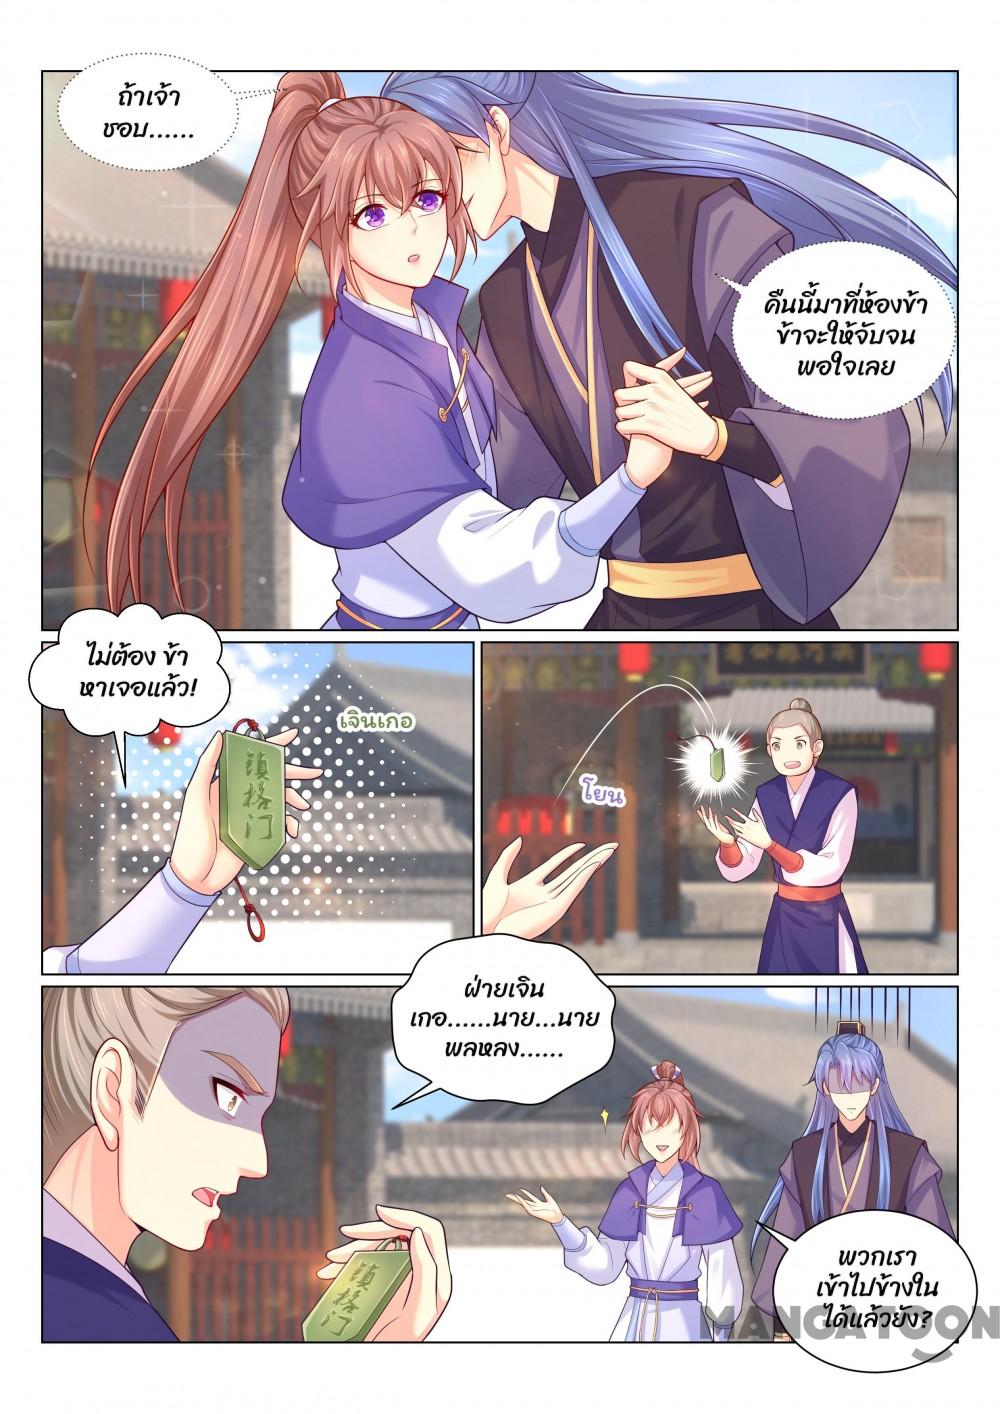 ถ้าเจ้า
ชอบ......
คืนนี้มาที่ห้องข้า
ข้าจะให้จับจน
พอใจเลย
ไม่ต้อง ข้า
หาเจอแล้ว!
เจินเกอ
鎮格门
โยน
ฝ่ายเจิน
เกอ......นาย...นาย
พลหลง......
鎮格门
พวกเรา
เข้าไปข้างใน
ได้แล้วยัง?
MANGATOON